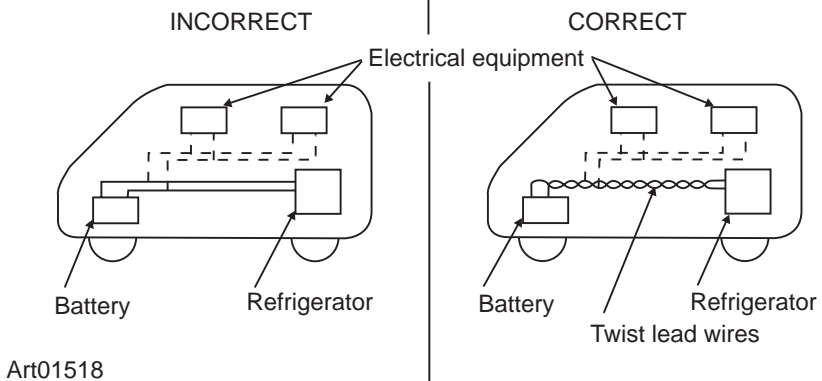 INCORRECT
CORRECT
Electrical equipment
Battery
Refrigerator
Battery
Refrigerator
Twist lead wires
Art01518